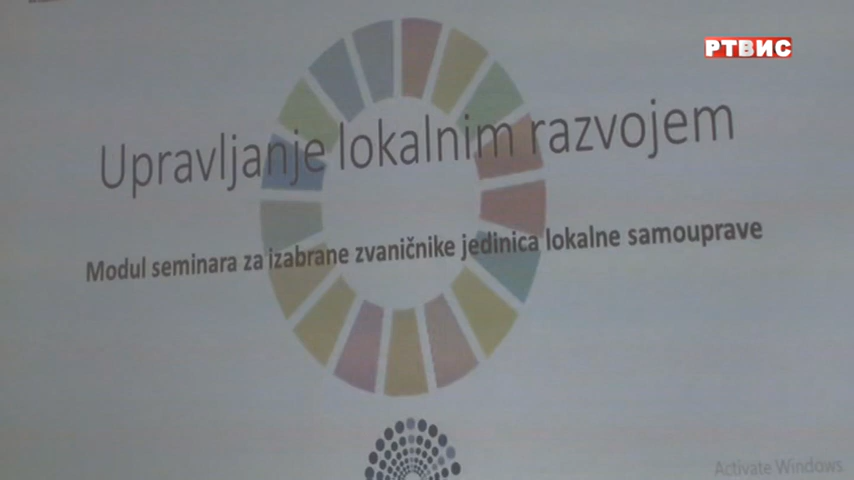 РТВИС
Upravljanje lokalnim razvojem
Modul seminara za izabrane zvaničnike jedinica lokalne samouprave
Activate Windows